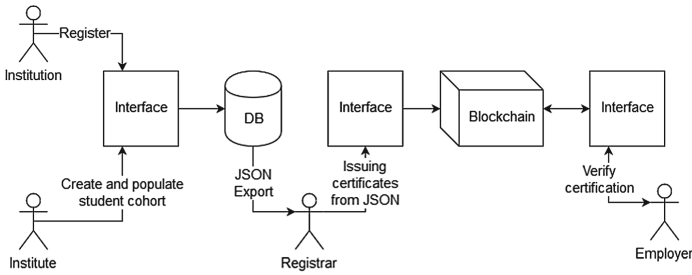 Register
Institution
Interface
DB
Interface
Blockchain
Interface
Create and populate
student cohort
JSON
Export
Issuing
certificates
from JSON
Verify
certification
Institute
Registrar
Employer